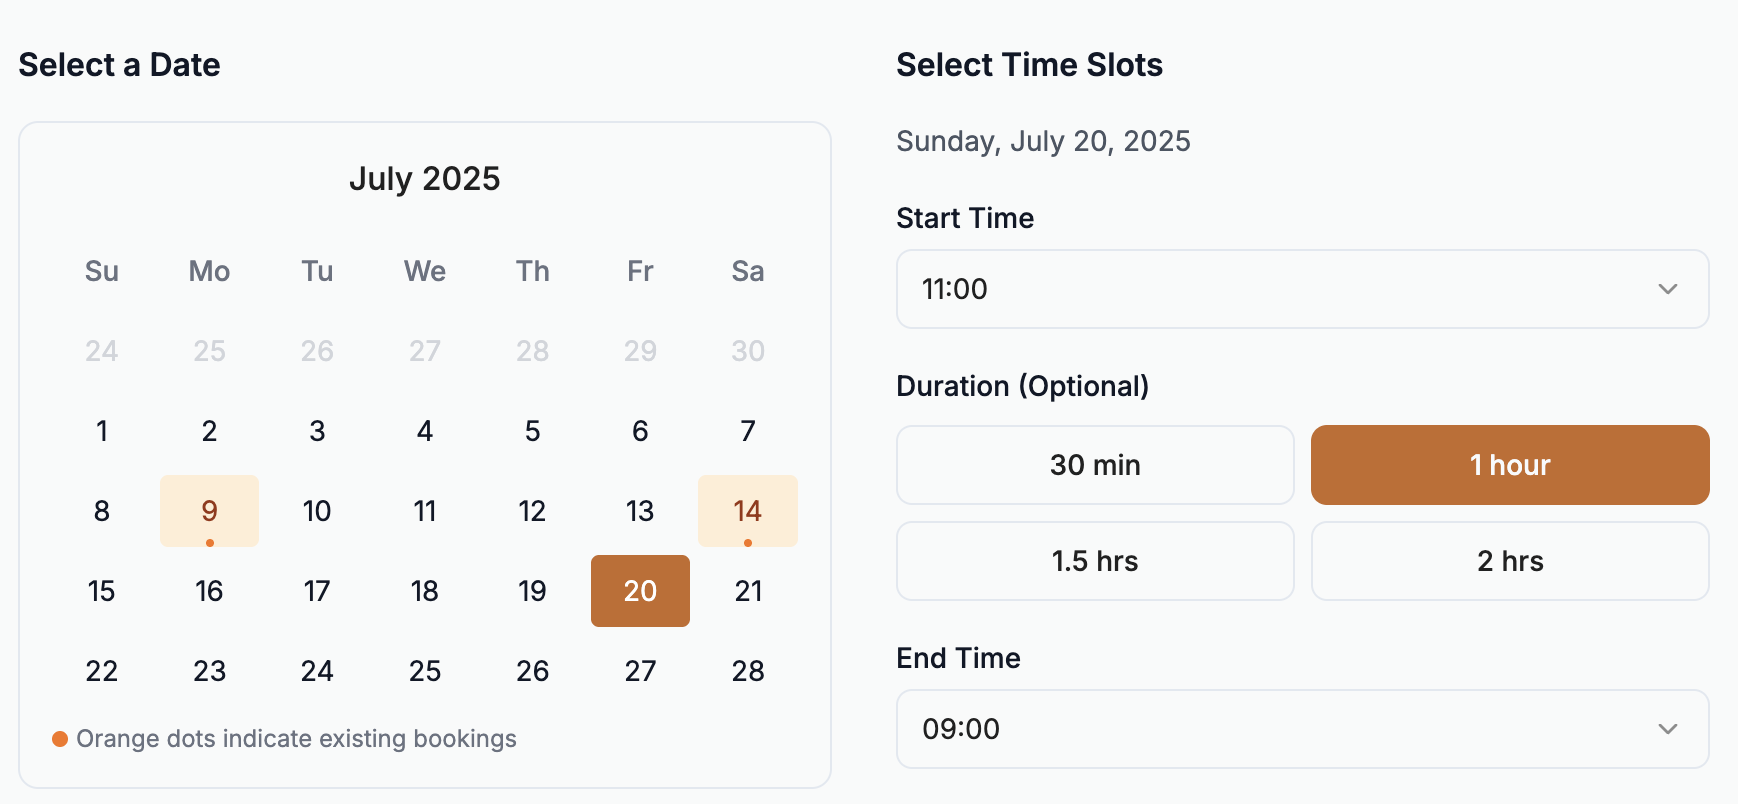 Select a Date
July 2025
Su Mo Tu We Th Fr Sa
24 25 26 27 28 29 30
1 2 3 4 5 6 7
8 9 10 11 12 13 14
15 16 17 18 19 20 21
22 23 24 25 26 27 28
Orange dots indicate existing bookings
Select Time Slots
Sunday, July 20, 2025
Start Time
11:00
Duration (Optional)
30 min 1 hour
1.5 hrs 2 hrs
End Time
09:00